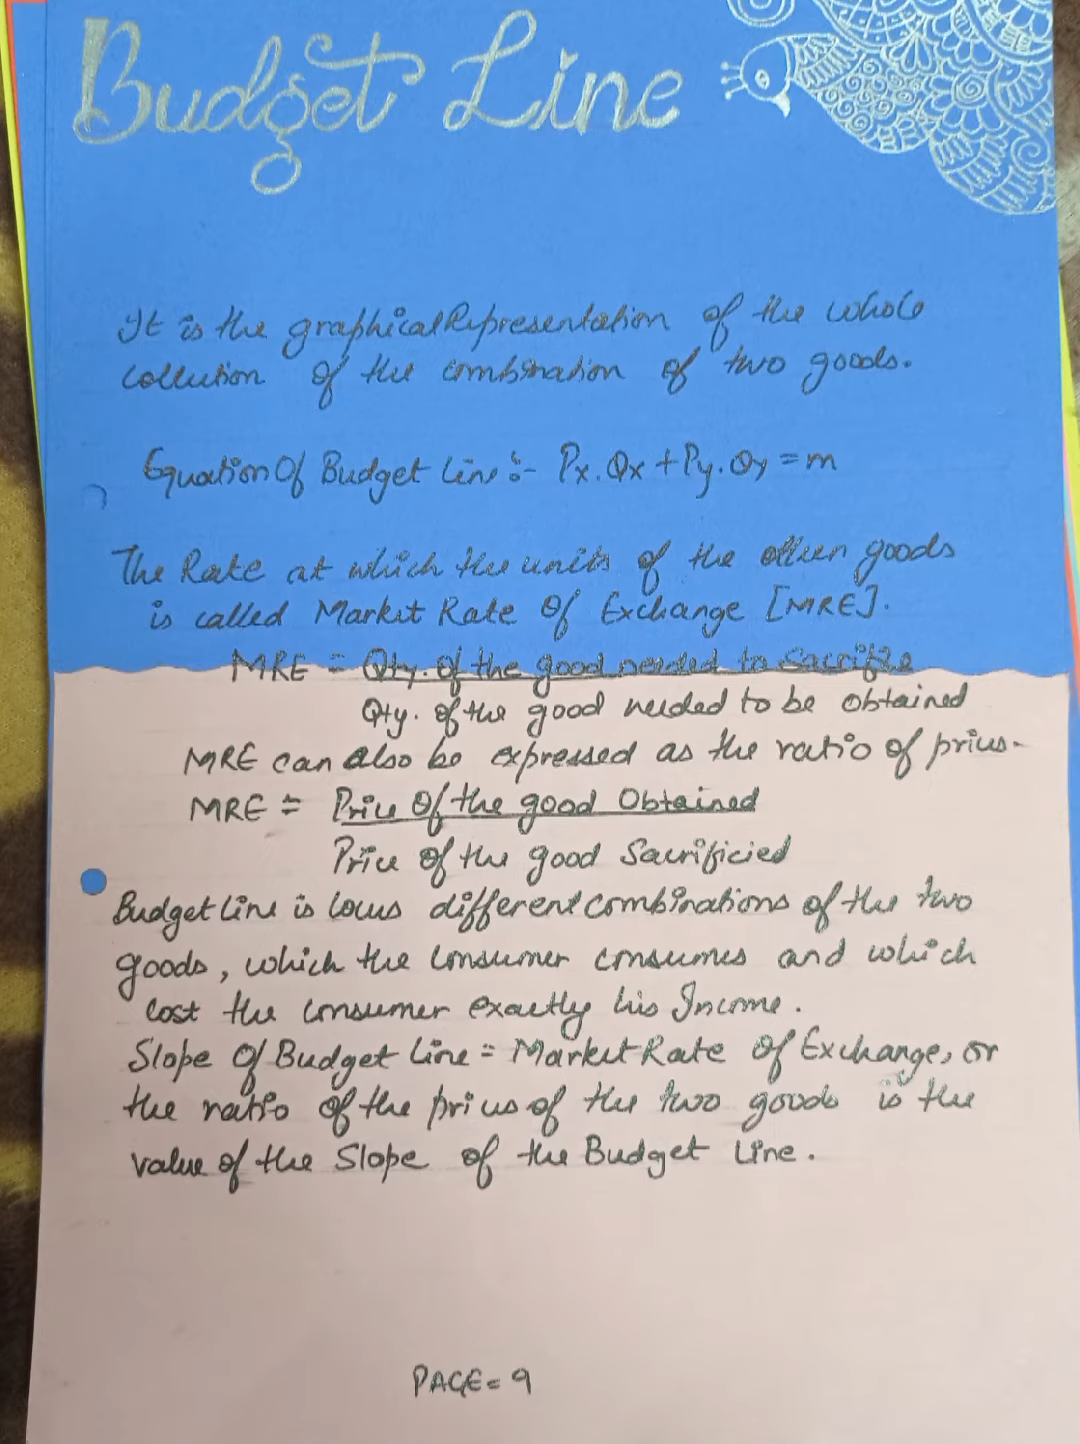 Budget Line
It is the graphical Representation of the whole
collection of the combination of two goods.
Equation Of Budget Line :- Px.Qx + Py.Qy = m
The Rate at which the units of the goods
is called Market Rate Of Exchange [MRE].
MRE = Qty. of the good needed to Sacrifice
Qty. of the good needed to be obtained
MRE can also be expressed as the ratio of prices.
MRE = Price Of the good Obtained
Price Of the good Sacrificied
Budget Line is locus different combinations of the two
goods, which the consumer consumes and which
cost the consumer exactly his Income.
Slope Of Budget Line = Market Rate Of Exchange, or
the ratio of the prices of the two goods is the
value of the Slope of the Budget Line.
PAGE = 9